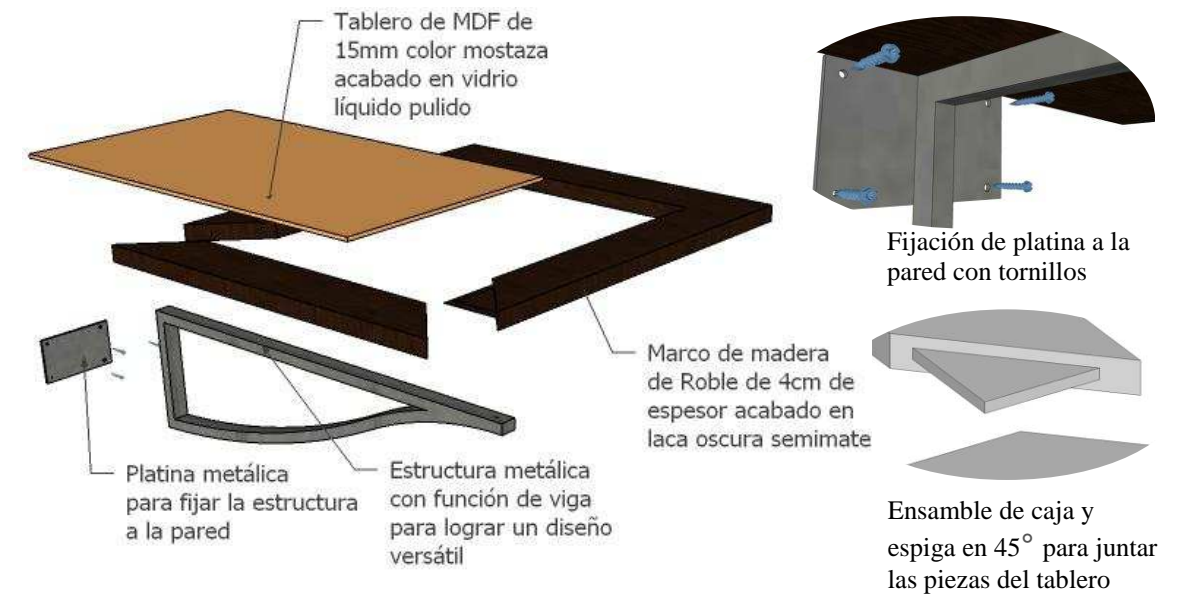 Tablero de MDF de
15mm color mostaza
acabado en vidrio
líquido pulido
Fijación de platina a la
pared con tornillos
Marco de madera
de Roble de 4cm de
espesor acabado en
laca oscura semimate
Platina metálica
para fijar la estructura
a la pared
Estructura metálica
con función de viga
para lograr un diseño
versátil
Ensamble de caja y
espiga en 45° para juntar
las piezas del tablero